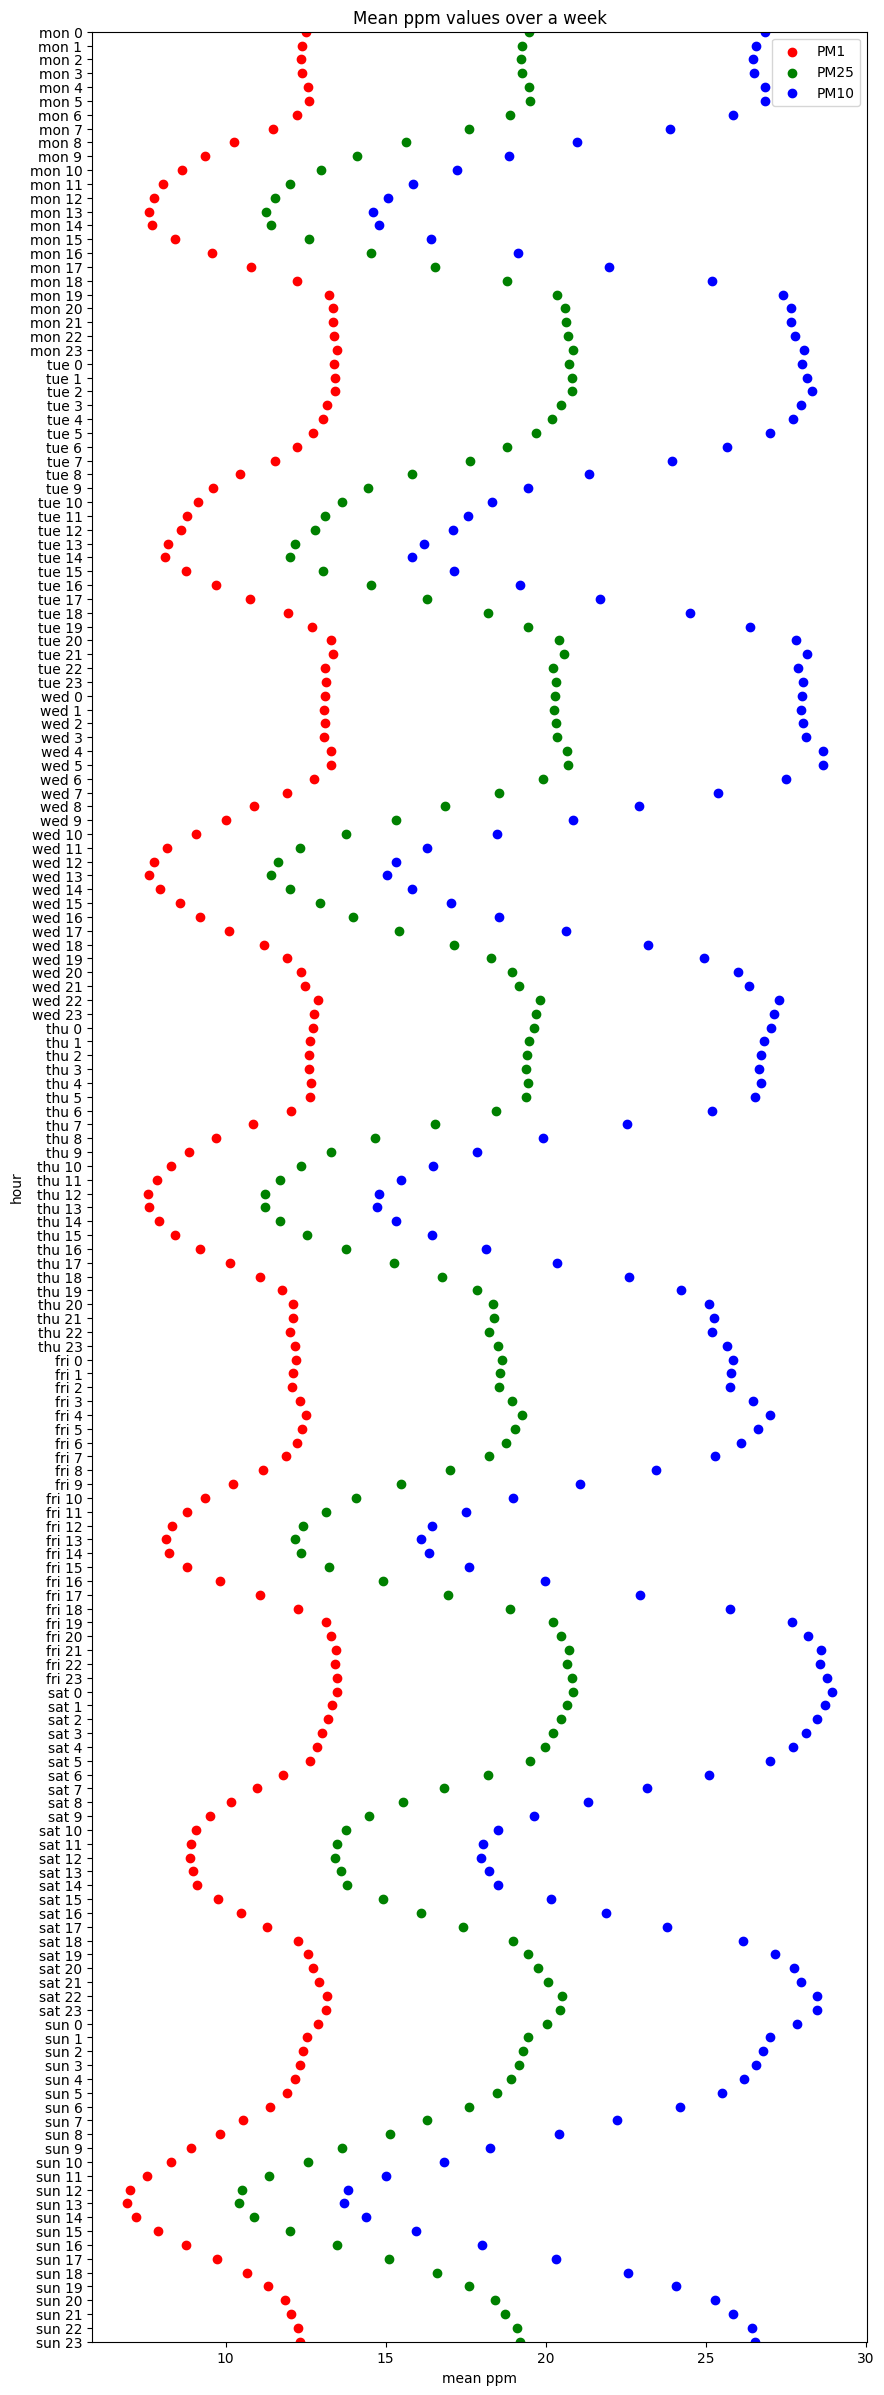 Mean ppm values over a week
PM1
PM25
PM10
mon 0
mon 1
mon 2
mon 3
mon 4
mon 5
mon 6
mon 7
mon 8
mon 9
mon 10
mon 11
mon 12
mon 13
mon 14
mon 15
mon 16
mon 17
mon 18
mon 19
mon 20
mon 21
mon 22
mon 23
tue 0
tue 1
tue 2
tue 3
tue 4
tue 5
tue 6
tue 7
tue 8
tue 9
tue 10
tue 11
tue 12
tue 13
tue 14
tue 15
tue 16
tue 17
tue 18
tue 19
tue 20
tue 21
tue 22
tue 23
wed 0
wed 1
wed 2
wed 3
wed 4
wed 5
wed 6
wed 7
wed 8
wed 9
wed 10
wed 11
wed 12
wed 13
wed 14
wed 15
wed 16
wed 17
wed 18
wed 19
wed 20
wed 21
wed 22
wed 23
thu 0
thu 1
thu 2
thu 3
thu 4
thu 5
thu 6
thu 7
thu 8
thu 9
thu 10
thu 11
thu 12
thu 13
thu 14
thu 15
thu 16
thu 17
thu 18
thu 19
thu 20
thu 21
thu 22
thu 23
fri 0
fri 1
fri 2
fri 3
fri 4
fri 5
fri 6
fri 7
fri 8
fri 9
fri 10
fri 11
fri 12
fri 13
fri 14
fri 15
fri 16
fri 17
fri 18
fri 19
fri 20
fri 21
fri 22
fri 23
sat 0
sat 1
sat 2
sat 3
sat 4
sat 5
sat 6
sat 7
sat 8
sat 9
sat 10
sat 11
sat 12
sat 13
sat 14
sat 15
sat 16
sat 17
sat 18
sat 19
sat 20
sat 21
sat 22
sat 23
sun 0
sun 1
sun 2
sun 3
sun 4
sun 5
sun 6
sun 7
sun 8
sun 9
sun 10
sun 11
sun 12
sun 13
sun 14
sun 15
sun 16
sun 17
sun 18
sun 19
sun 20
sun 21
sun 22
sun 23
hour
10 15 20 25 30
mean ppm